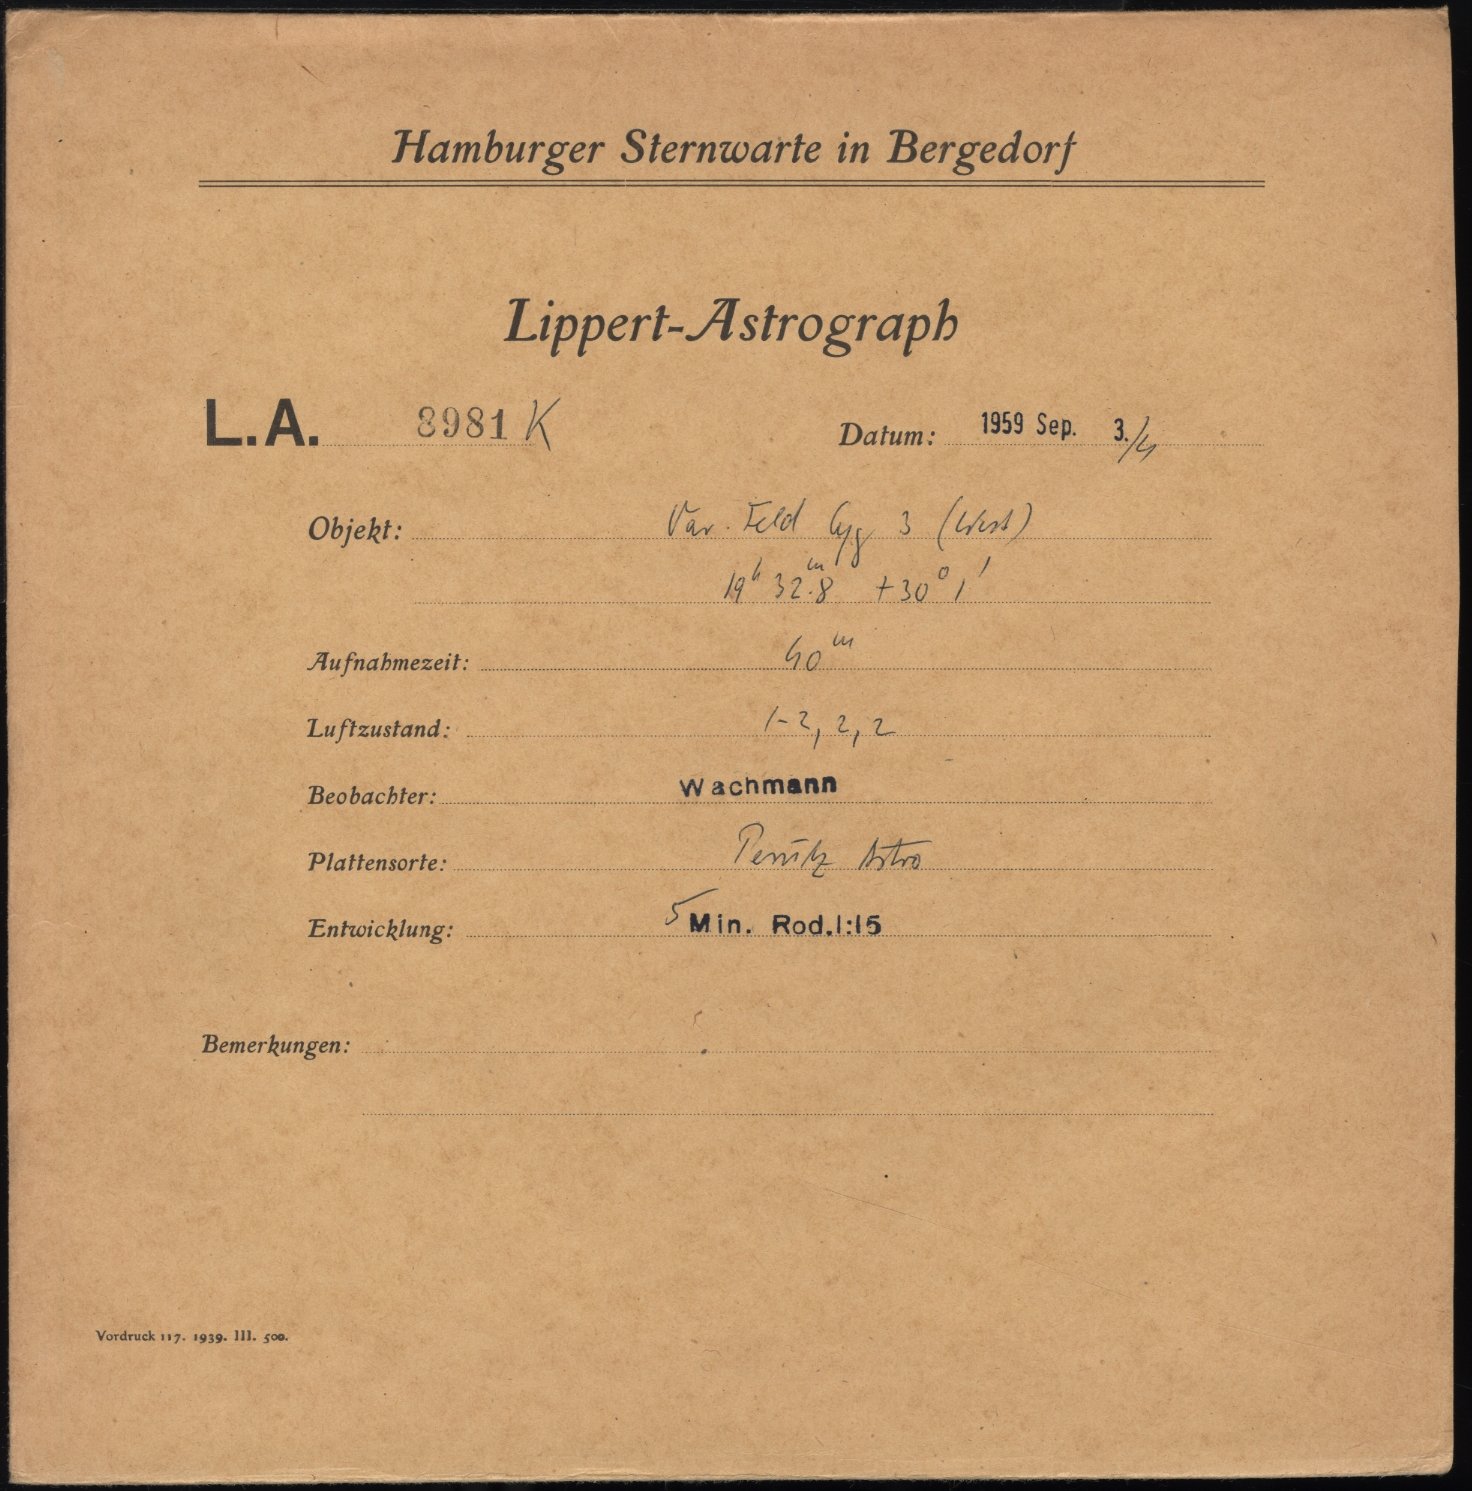 Hamburger Sternwarte in Bergedorf
Lippert-Astrograph
L.A. 8981 K Datum: 1959 Sep. 3./4
Objekt: Var. Feld Cyg 3 (West)
19h 32m.8 +30° 1'
Aufnahmezeit: 40m
Luftzustand: 1-2, 2, 2
Beobachter: Wachmann
Plattensorte: Perutz Astro
Entwicklung: 5 Min. Rod.1:15
Bemerkungen:
Vordruck 117. 1939. III. 500.